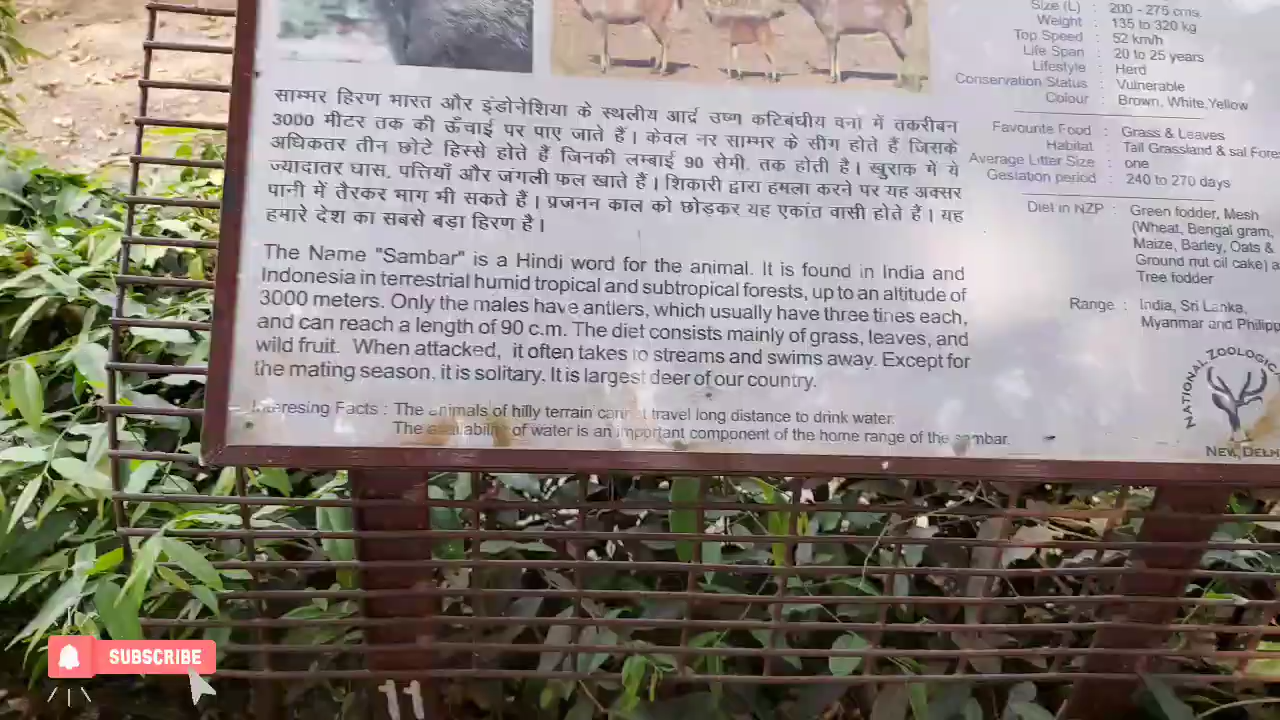 Size (L) : 200 - 275 cms.
Weight : 135 to 320 kg
Top Speed : 52 km/h
Life Span : 20 to 25 years
Lifestyle : Herd
Conservation Status : Vulnerable
Colour : Brown, White,Yellow
Favourite Food : Grass & Leaves
Habitat : Tall Grassland & sal Fores
Average Litter Size : one
Gestation period : 240 to 270 days
Diet in NZP : Green fodder, Mesh
(Wheat, Bengal gram,
Maize, Barley, Oats &
Ground nut oil cake) a
Tree fodder
Range : India, Sri Lanka,
Myanmar and Philipp
साम्मर हिरण भारत और इंडोनेशिया के स्थलीय आर्द्र उष्ण कटिबंधीय वनों में तकरीबन
3000 मीटर तक की ऊँचाई पर पाए जाते हैं। केवल नर साम्मर के सींग होते हैं जिसके
अधिकतर तीन छोटे हिस्से होते हैं जिनकी लम्बाई 90 सेमी. तक होती है। खुराक में ये
ज्यादातर घास, पत्तियाँ और जंगली फल खाते हैं। शिकारी द्वारा हमला करने पर यह अक्सर
पानी में तैरकर भाग भी सकते हैं। प्रजनन काल को छोड़कर यह एकांत वासी होते हैं। यह
हमारे देश का सबसे बड़ा हिरण है।
The Name "Sambar" is a Hindi word for the animal. It is found in India and
Indonesia in terrestrial humid tropical and subtropical forests, up to an altitude of
3000 meters. Only the males have antlers, which usually have three tines each,
and can reach a length of 90 c.m. The diet consists mainly of grass, leaves, and
wild fruit. When attacked, it often takes to streams and swims away. Except for
the mating season, it is solitary. It is largest deer of our country.
Interesing Facts : The animals of hilly terrain cannot travel long distance to drink water.
The availability of water is an important component of the home range of the sambar.
NATIONAL ZOOLOGICA
NEW DELH
SUBSCRIBE
11